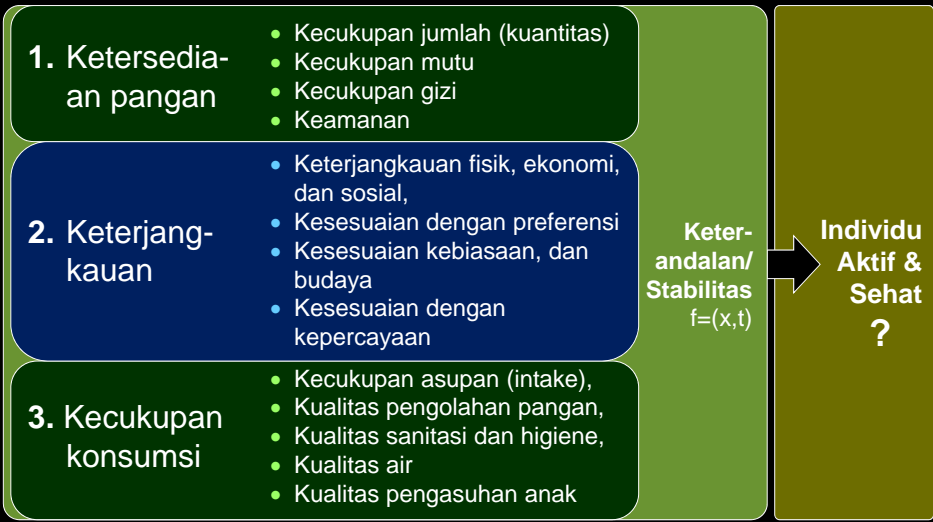 1. Ketersedia-
an pangan
• Kecukupan jumlah (kuantitas)
• Kecukupan mutu
• Kecukupan gizi
• Keamanan
2. Keterjang-
kauan
• Keterjangkauan fisik, ekonomi,
dan sosial,
• Kesesuaian dengan preferensi
• Kesesuaian kebiasaan, dan
budaya
• Kesesuaian dengan
kepercayaan
3. Kecukupan
konsumsi
• Kecukupan asupan (intake),
• Kualitas pengolahan pangan,
• Kualitas sanitasi dan higiene,
• Kualitas air
• Kualitas pengasuhan anak
Keter-
andalan/
Stabilitas
f=(x,t)
Individu
Aktif &
Sehat
?